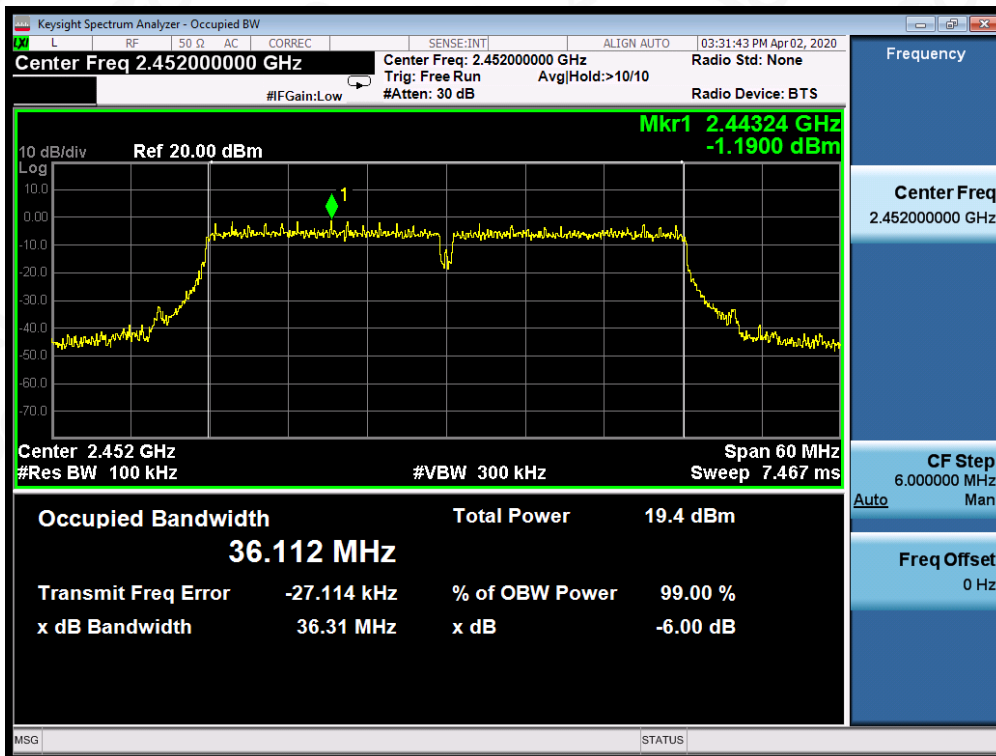 Keysight Spectrum Analyzer - Occupied BW
LXI L RF 50 Ω AC CORREC SENSE:INT ALIGN AUTO 03:31:43 PM Apr 02, 2020
Center Freq 2.452000000 GHz Center Freq: 2.452000000 GHz Radio Std: None
Trig: Free Run Avg|Hold:>10/10
#IFGain:Low #Atten: 30 dB Radio Device: BTS
Mkr1 2.44324 GHz
-1.1900 dBm
10 dB/div Ref 20.00 dBm
Log
10.0
1
0.00
-10.0
-20.0
-30.0
-40.0
-50.0
-60.0
-70.0
Center 2.452 GHz Span 60 MHz
#Res BW 100 kHz #VBW 300 kHz Sweep 7.467 ms
Occupied Bandwidth Total Power 19.4 dBm
36.112 MHz
Transmit Freq Error -27.114 kHz % of OBW Power 99.00 %
x dB Bandwidth 36.31 MHz x dB -6.00 dB
MSG STATUS
Frequency
Center Freq
2.452000000 GHz
CF Step
6.000000 MHz
Auto Man
Freq Offset
0 Hz